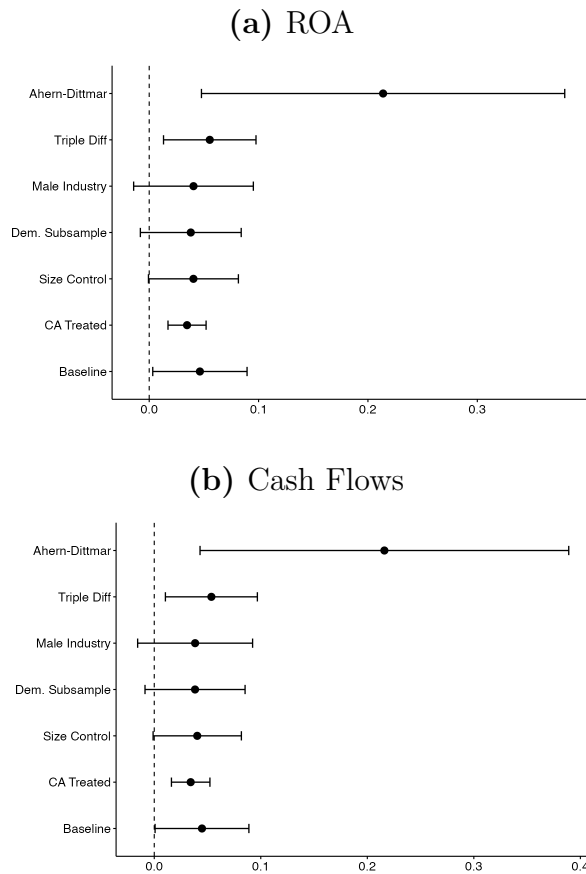 (a) ROA
Ahern-Dittmar
Triple Diff
Male Industry
Dem. Subsample
Size Control
CA Treated
Baseline
0.0 0.1 0.2 0.3
(b) Cash Flows
Ahern-Dittmar
Triple Diff
Male Industry
Dem. Subsample
Size Control
CA Treated
Baseline
0.0 0.1 0.2 0.3 0.4